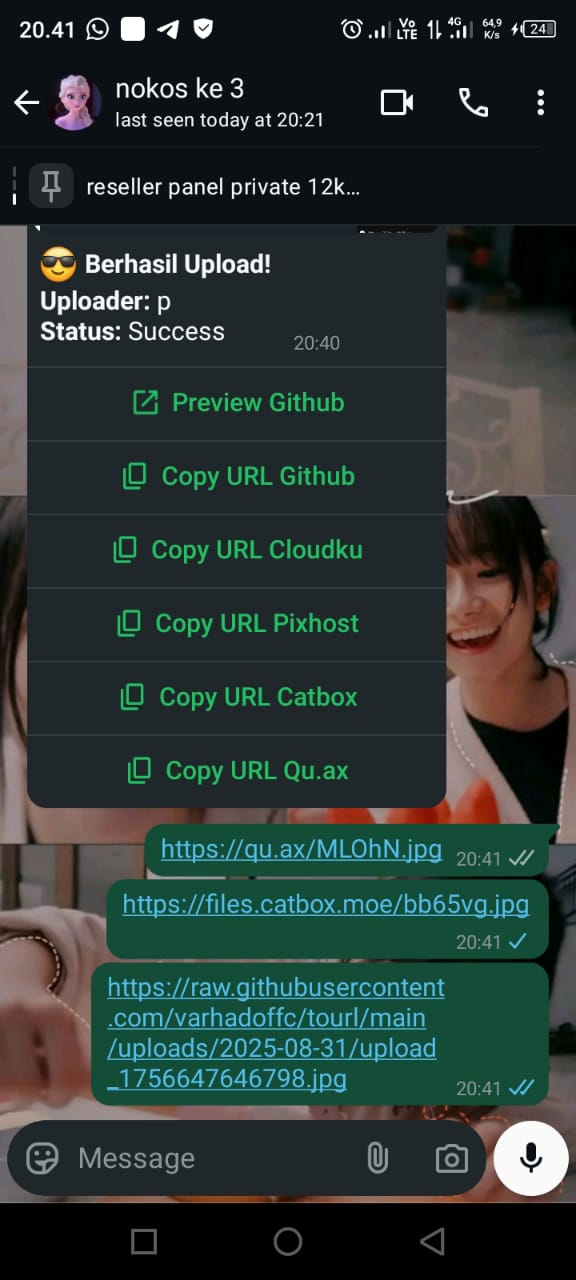 20.41
Vo LTE
4G
64,9 K/s
24
nokos ke 3
last seen today at 20:21
reseller panel private 12k...
😎 Berhasil Upload!
Uploader: p
Status: Success
20:40
Preview Github
Copy URL Github
Copy URL Cloudku
Copy URL Pixhost
Copy URL Catbox
Copy URL Qu.ax
https://qu.ax/MLOhN.jpg
20:41
https://files.catbox.moe/bb65vg.jpg
20:41
https://raw.githubusercontent
.com/varhadoffc/tourl/main
/uploads/2025-08-31/upload
_1756647646798.jpg
20:41
Message